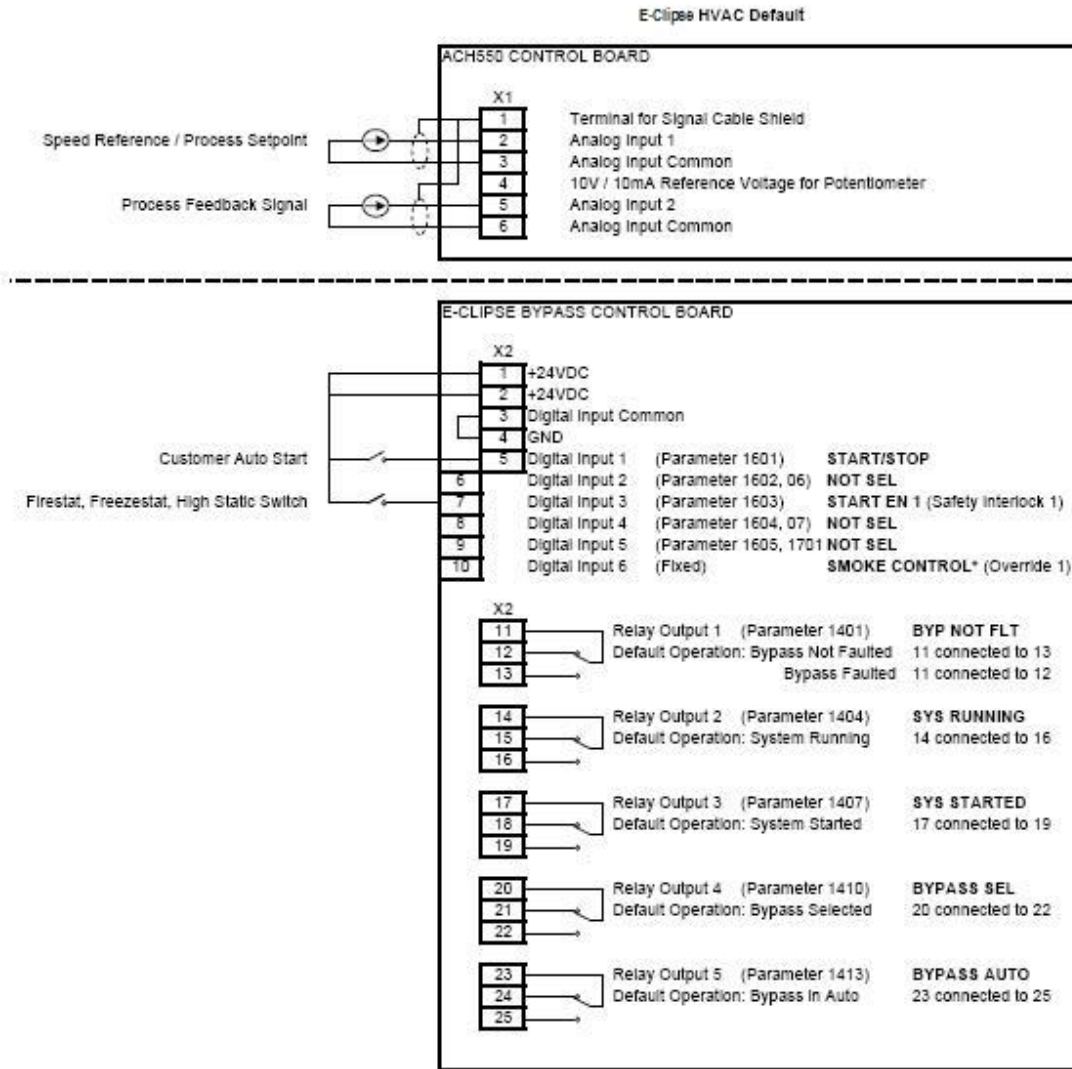 E-Clipse HVAC Default
ACH550 CONTROL BOARD
X1
1 Terminal for Signal Cable Shield
Speed Reference / Process Setpoint 2 Analog Input 1
3 Analog Input Common
4 10V / 10mA Reference Voltage for Potentiometer
Process Feedback Signal 5 Analog Input 2
6 Analog Input Common
E-CLIPSE BYPASS CONTROL BOARD
X2
1 +24VDC
2 +24VDC
3 Digital Input Common
4 GND
Customer Auto Start 5 Digital Input 1 (Parameter 1601) START/STOP
6 Digital Input 2 (Parameter 1602, 06) NOT SEL
Firestat, Freezestat, High Static Switch 7 Digital Input 3 (Parameter 1603) START EN 1 (Safety Interlock 1)
8 Digital Input 4 (Parameter 1604, 07) NOT SEL
9 Digital Input 5 (Parameter 1605, 1701 NOT SEL
10 Digital Input 6 (Fixed) SMOKE CONTROL* (Override 1)
X2
11 Relay Output 1 (Parameter 1401) BYP NOT FLT
12 Default Operation: Bypass Not Faulted 11 connected to 13
13 Bypass Faulted 11 connected to 12
14 Relay Output 2 (Parameter 1404) SYS RUNNING
15 Default Operation: System Running 14 connected to 16
16
17 Relay Output 3 (Parameter 1407) SYS STARTED
18 Default Operation: System Started 17 connected to 19
19
20 Relay Output 4 (Parameter 1410) BYPASS SEL
21 Default Operation: Bypass Selected 20 connected to 22
22
23 Relay Output 5 (Parameter 1413) BYPASS AUTO
24 Default Operation: Bypass In Auto 23 connected to 25
25